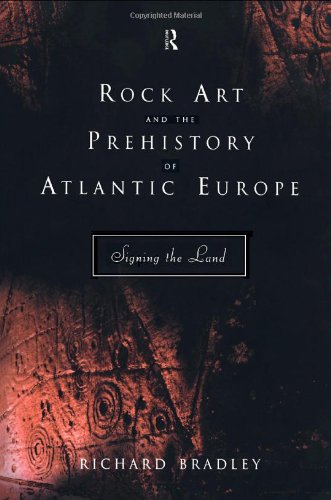 R
ROCK ART
AND THE
PREHISTORY
OF
ATLANTIC EUROPE
Signing the Land
RICHARD BRADLEY